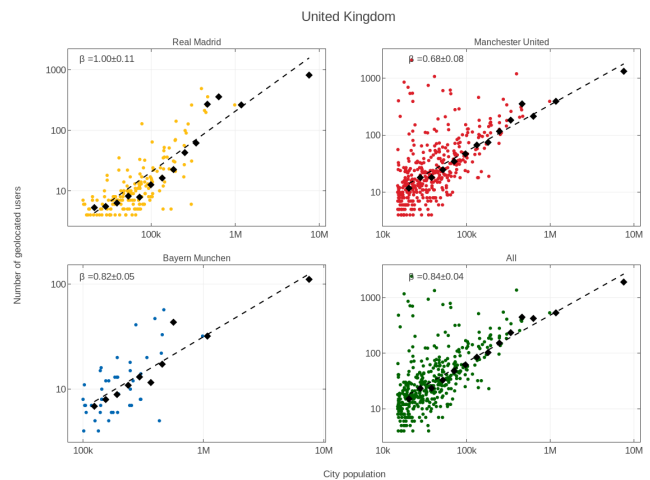 United Kingdom
Real Madrid
β =1.00±0.11
1000
100
10
100k
1M
10M
Manchester United
β =0.68±0.08
1000
100
10
10k
100k
1M
10M
Bayern Munchen
β =0.82±0.05
100
10
100k
1M
10M
All
β =0.84±0.04
1000
100
10
10k
100k
1M
10M
Number of geolocated users
City population